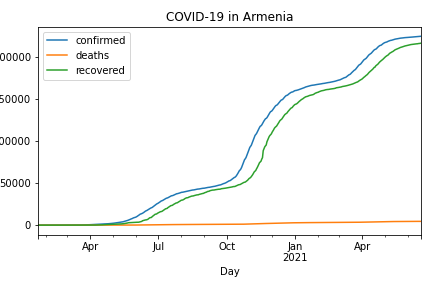 COVID-19 in Armenia
confirmed
deaths
recovered
50000
0
Apr
Jul
Oct
Jan
2021
Apr
Day